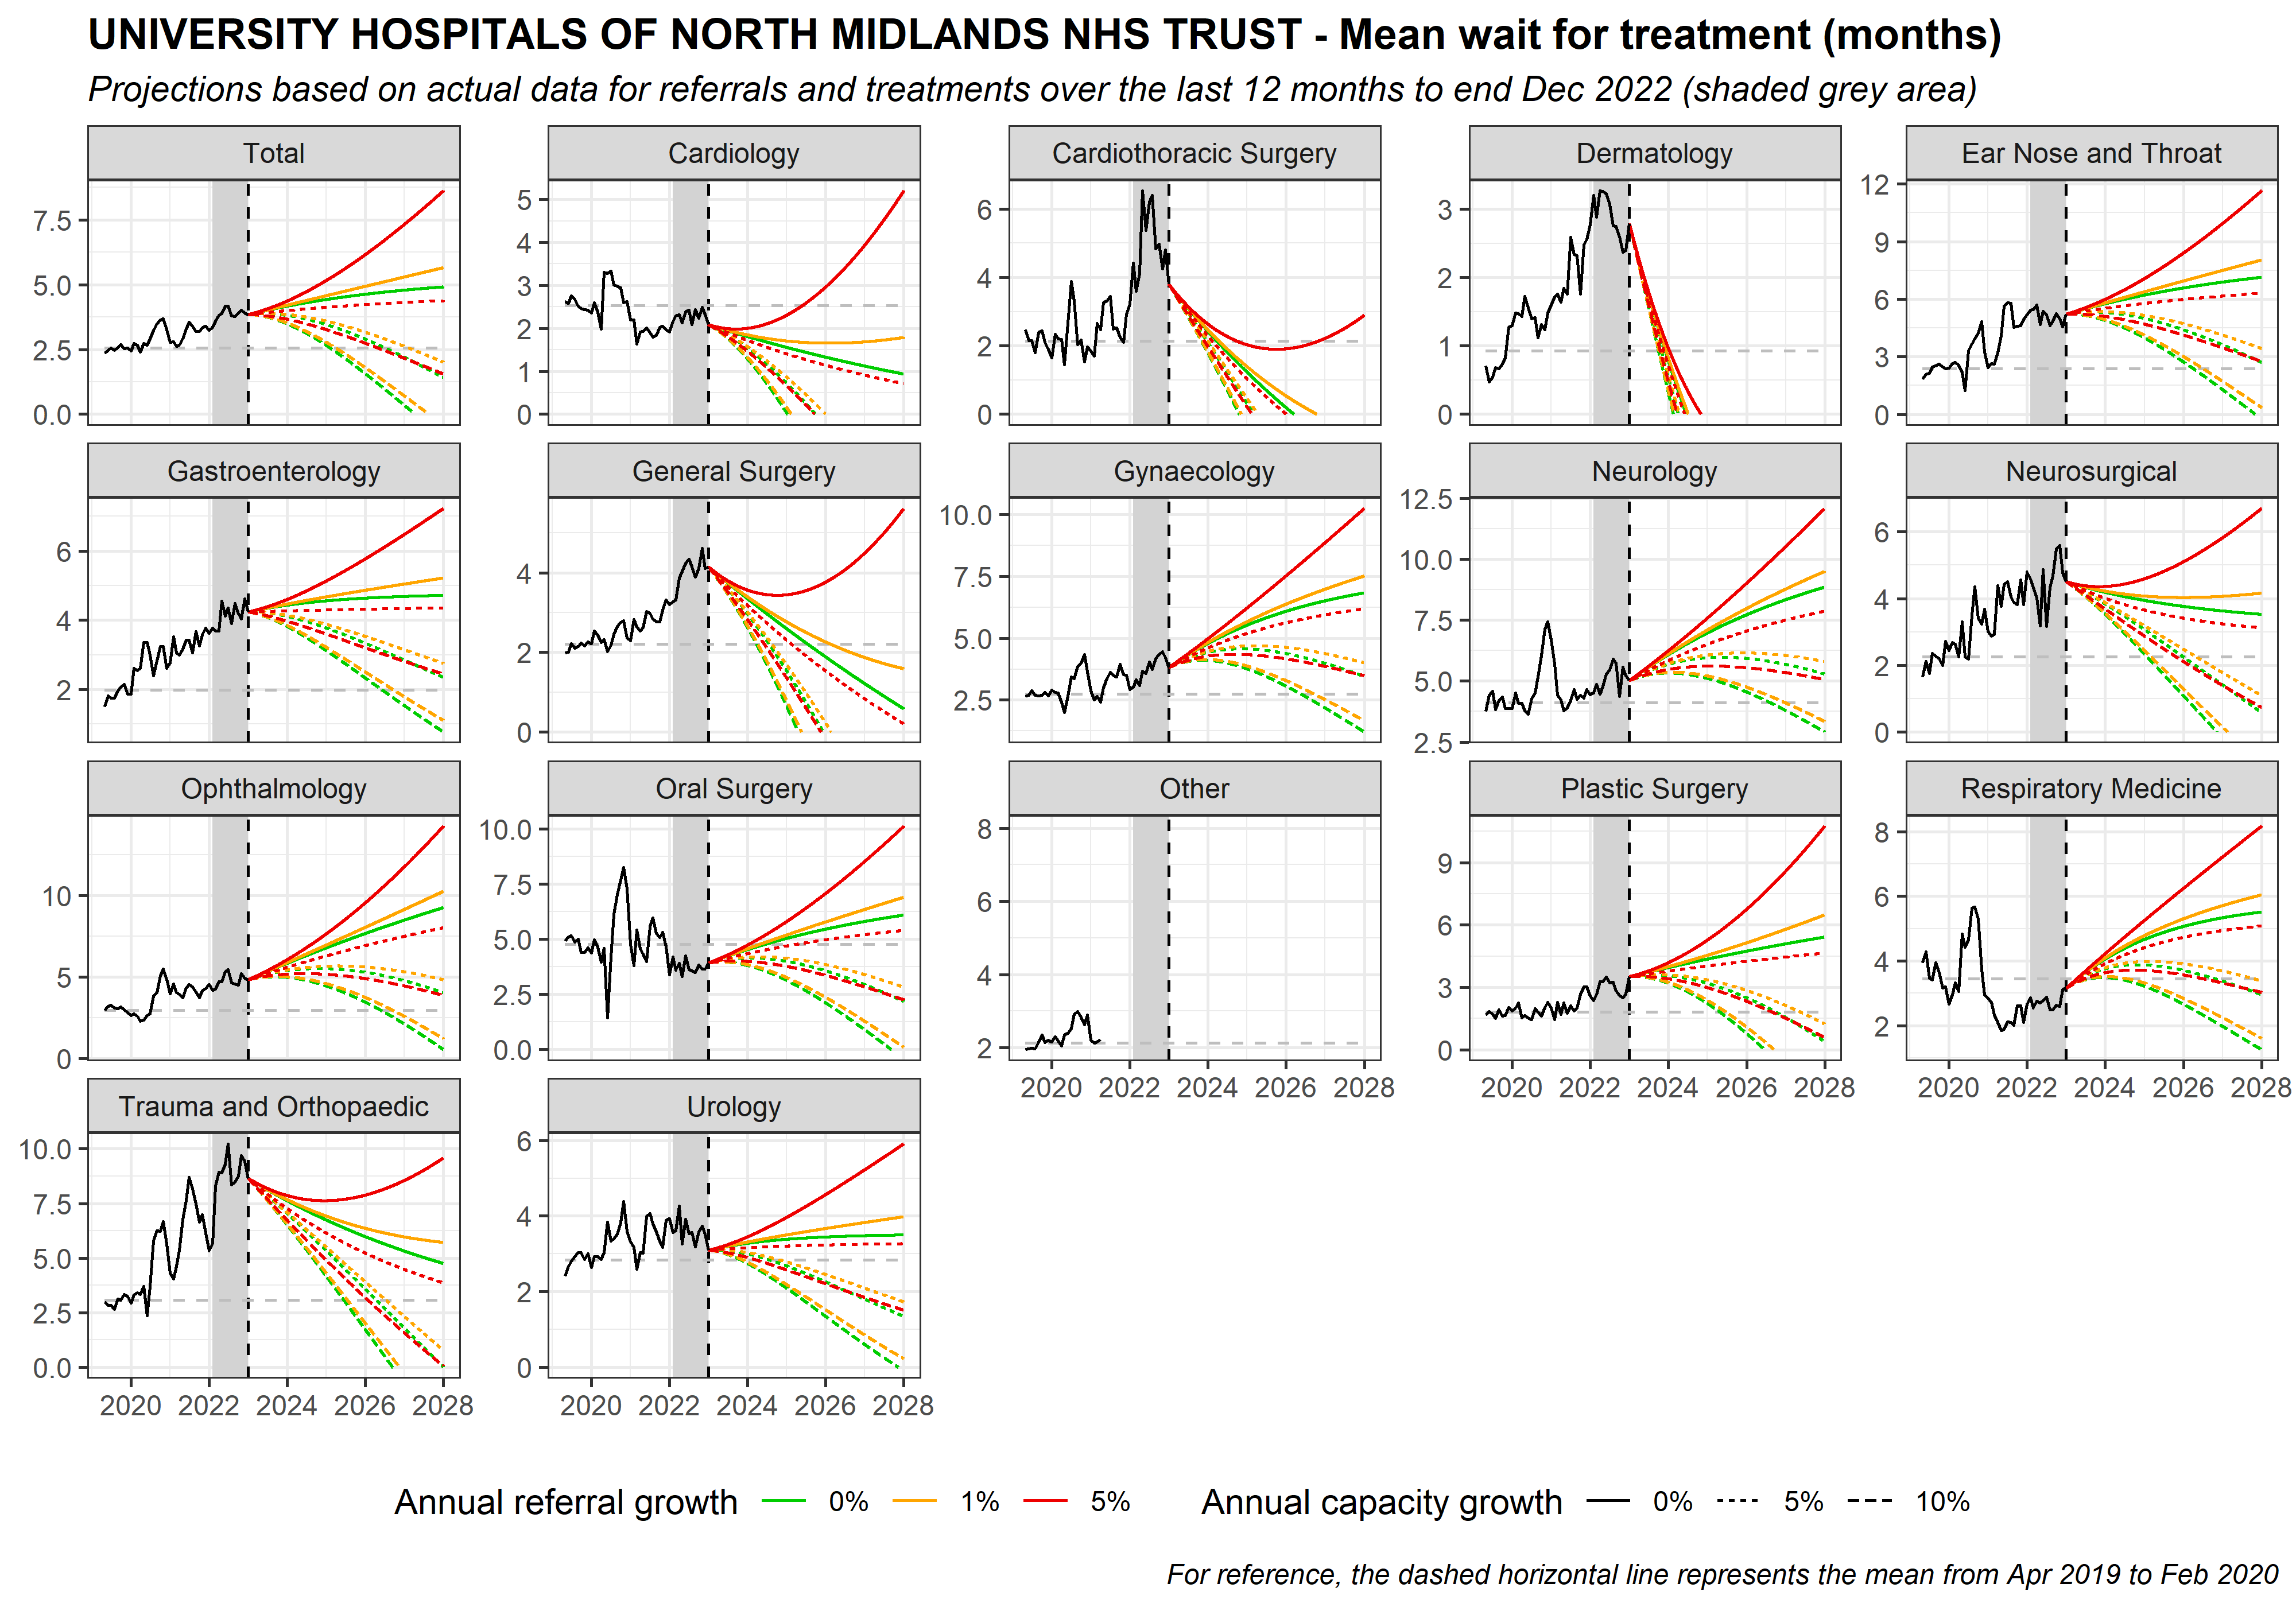 UNIVERSITY HOSPITALS OF NORTH MIDLANDS NHS TRUST - Mean wait for treatment (months)
Projections based on actual data for referrals and treatments over the last 12 months to end Dec 2022 (shaded grey area)
Total
7.5
5.0
2.5
0.0
Cardiology
5
4
3
2
1
0
Cardiothoracic Surgery
6
4
2
0
Dermatology
3
2
1
0
Ear Nose and Throat
12
9
6
3
0
Gastroenterology
6
4
2
General Surgery
4
2
0
Gynaecology
10.0
7.5
5.0
2.5
Neurology
12.5
10.0
7.5
5.0
2.5
Neurosurgical
6
4
2
0
Ophthalmology
10
5
0
Oral Surgery
10.0
7.5
5.0
2.5
0.0
Other
8
6
4
2
2020 2022 2024 2026 2028
Plastic Surgery
9
6
3
0
2020 2022 2024 2026 2028
Respiratory Medicine
8
6
4
2
2020 2022 2024 2026 2028
Trauma and Orthopaedic
10.0
7.5
5.0
2.5
0.0
2020 2022 2024 2026 2028
Urology
6
4
2
0
2020 2022 2024 2026 2028
Annual referral growth 0% 1% 5% Annual capacity growth 0% 5% 10%
For reference, the dashed horizontal line represents the mean from Apr 2019 to Feb 2020